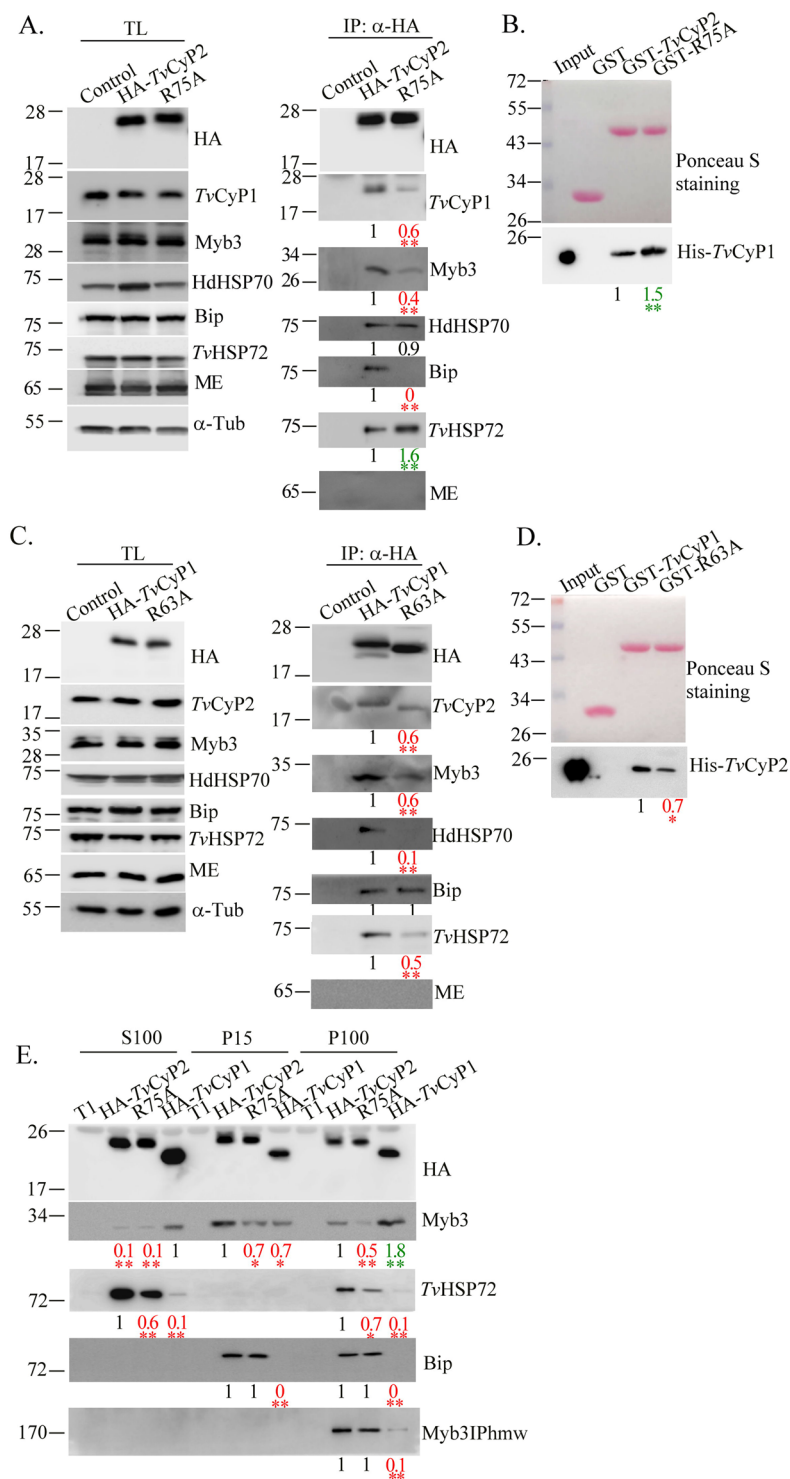 A.
TL
Control
HA-TvCyP2
R75A
28
17
HA
28
17
TvCyP1
28
Myb3
75
HdHSP70
75
Bip
75
TvHSP72
65
ME
55
α-Tub
IP: α-HA
Control
HA-TvCyP2
R75A
28
17
HA
28
17
TvCyP1
1 0.6
**
34
26
Myb3
1 0.4
**
75
HdHSP70
1 0.9
75
Bip
1 0
**
75
TvHSP72
1 1.6
**
65
ME
B.
Input
GST
GST-TvCyP2
GST-R75A
72
55
43
34
26
Ponceau S
staining
26
His-TvCyP1
1 1.5
**
C.
TL
Control
HA-TvCyP1
R63A
28
17
HA
17
TvCyP2
35
28
Myb3
75
HdHSP70
75
Bip
75
TvHSP72
65
ME
55
α-Tub
IP: α-HA
Control
HA-TvCyP1
R63A
28
17
HA
17
TvCyP2
1 0.6
**
35
Myb3
1 0.6
**
75
HdHSP70
1 0.1
**
75
Bip
1 1
75
TvHSP72
1 0.5
**
65
ME
D.
Input
GST
GST-TvCyP1
GST-R63A
72
55
43
34
26
Ponceau S
staining
26
His-TvCyP2
1 0.7
*
E.
S100 P15 P100
T1 HA-TvCyP2 R75A HA-TvCyP1 T1 HA-TvCyP2 R75A HA-TvCyP1 T1 HA-TvCyP2 R75A HA-TvCyP1
26
17
HA
34
Myb3
0.1 0.1 1 1 0.7 0.7 1 0.5 1.8
** ** * * ** **
72
TvHSP72
1 0.6 0.1 1 0.7 0.1
** ** * **
72
Bip
1 1 0 1 1 0
** **
170
Myb3IPhmw
1 1 0.1
**